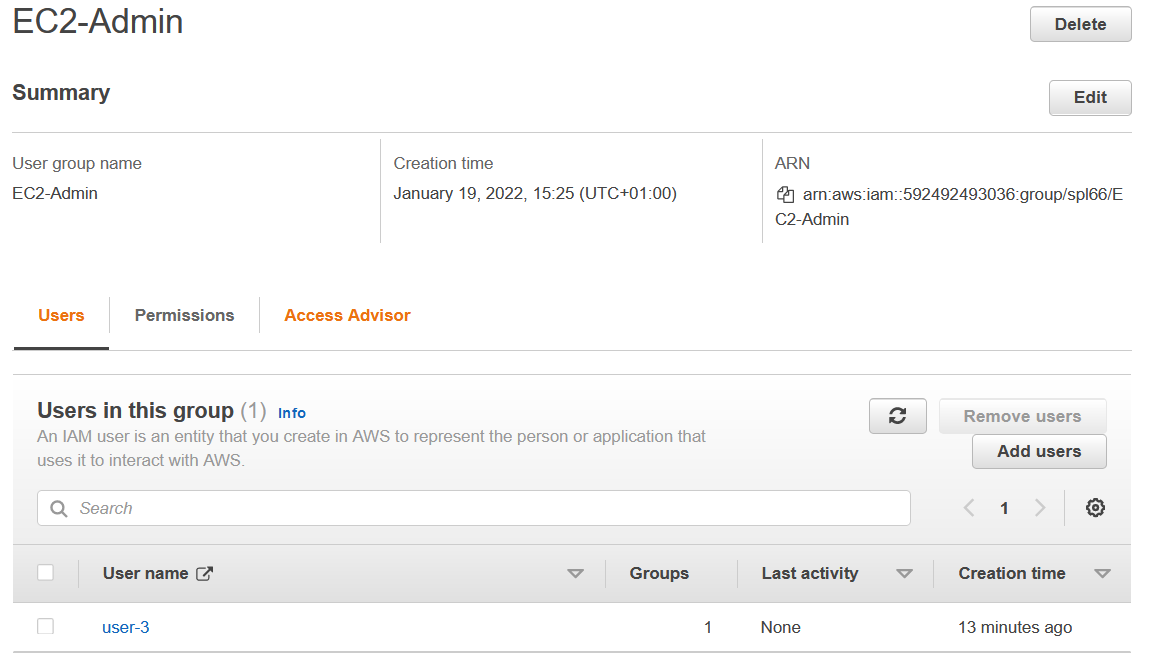 EC2-Admin
Delete
Summary
Edit
User group name
EC2-Admin
Creation time
January 19, 2022, 15:25 (UTC+01:00)
ARN
arn:aws:iam::592492493036:group/spl66/E
C2-Admin
Users
Permissions
Access Advisor
Users in this group (1) Info
An IAM user is an entity that you create in AWS to represent the person or application that
uses it to interact with AWS.
Remove users
Add users
Search
1
User name
Groups
Last activity
Creation time
user-3
1
None
13 minutes ago